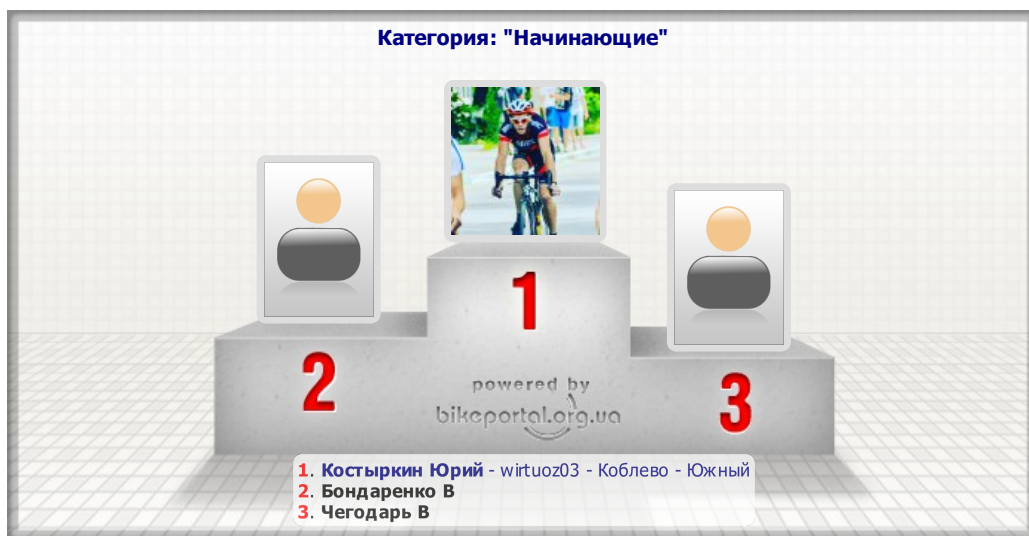 Категория: "Начинающие"
1
2
3
powered by
bikeportal.org.ua
1. Костыркин Юрий - wirtuoz03 - Коблево - Южный
2. Бондаренко В
3. Чегодарь В